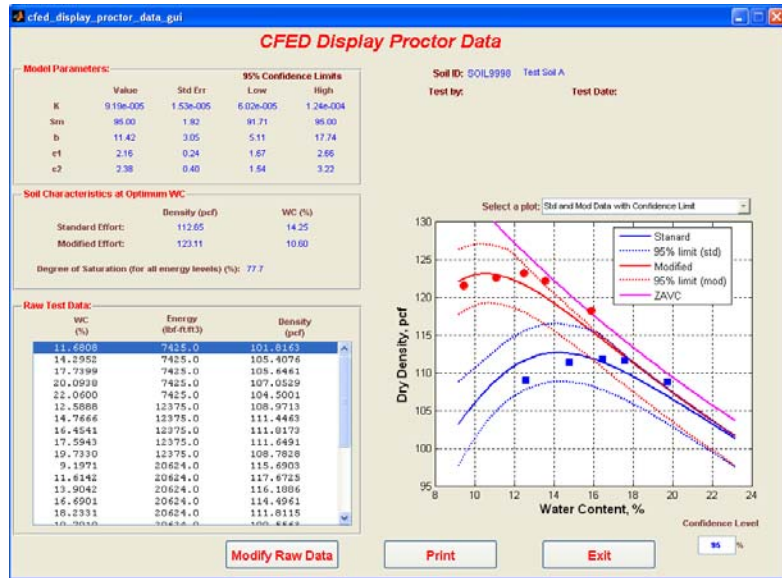 cfed_display_proctor_data_gui
CFED Display Proctor Data
Model Parameters:
95% Confidence Limits
Value Std Err Low High
K 9.19e-005 1.53e-005 6.02e-005 1.24e-004
Sm 95.00 1.92 91.71 95.00
b 11.42 3.05 5.11 17.74
c1 2.16 0.24 1.67 2.66
c2 2.38 0.40 1.54 3.22
Soil ID: SOIL9998 Test Soil A
Test by: Test Date:
Soil Characteristics at Optimum WC
Density (pcf) WC (%)
Standard Effort: 112.65 14.25
Modified Effort: 123.11 10.60
Degree of Saturation (for all energy levels) (%): 77.7
Raw Test Data:
WC Energy Density
(%) (lbf-ft/ft3) (pcf)
11.6808 7425.0 101.8163
14.2952 7425.0 105.4076
17.7399 7425.0 105.6461
20.0938 7425.0 107.0529
22.0600 7425.0 104.5001
12.5888 12375.0 108.9713
14.7666 12375.0 111.4463
16.4541 12375.0 111.8173
17.5943 12375.0 111.6491
19.7330 12375.0 108.7828
9.1971 20624.0 115.6903
11.6142 20624.0 117.6725
13.9042 20624.0 116.1886
16.6901 20624.0 114.4961
18.2331 20624.0 111.8115
Select a plot: Std and Mod Data with Confidence Limit
Stanard
95% limit (std)
Modified
95% limit (mod)
ZAVC
Dry Density, pcf
130
125
120
115
110
105
100
95
8 10 12 14 16 18 20 22 24
Water Content, %
Confidence Level
95 %
Modify Raw Data
Print
Exit